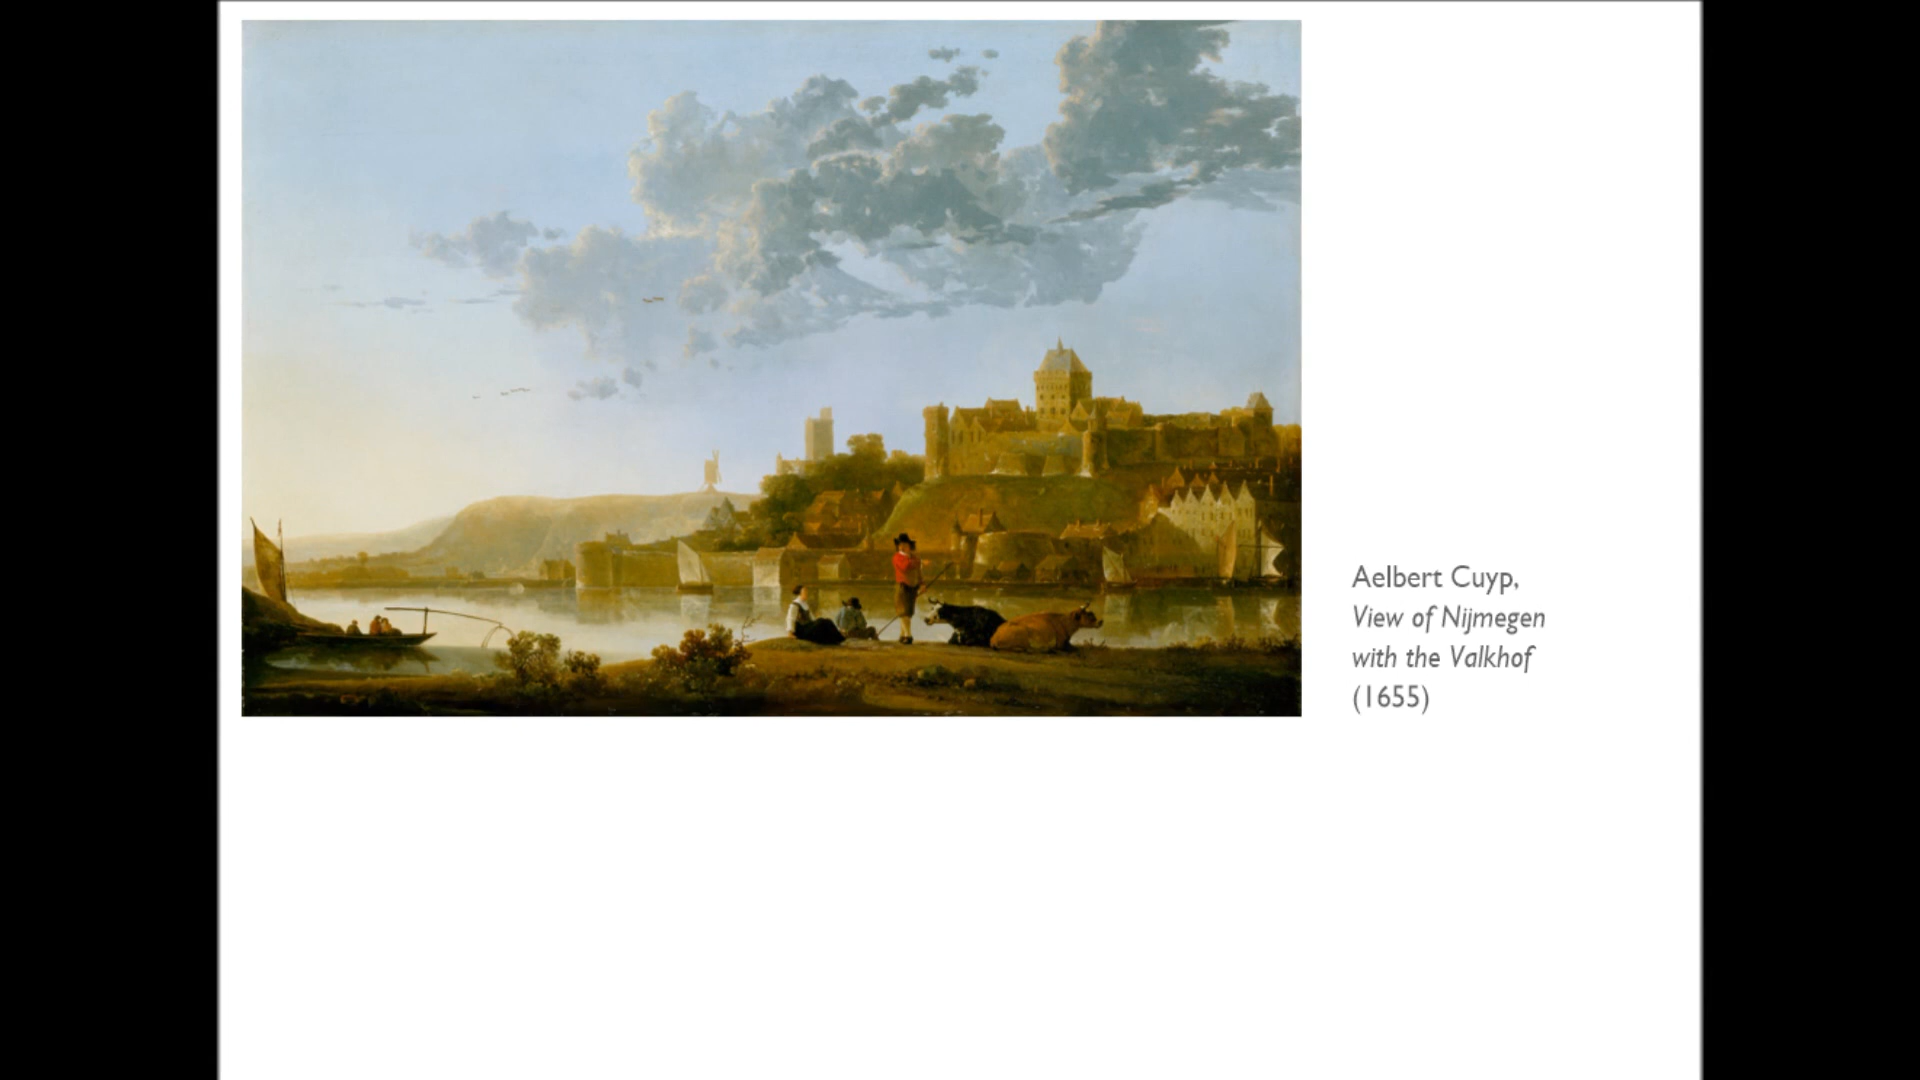 Aelbert Cuyp,
View of Nijmegen
with the Valkhof
(1655)